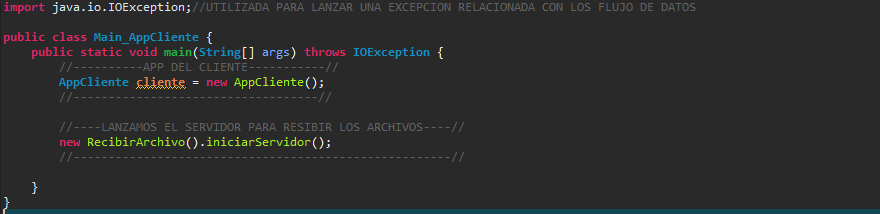 import java.io.IOException;//UTILIZADA PARA LANZAR UNA EXCEPCION RELACIONADA CON LOS FLUJO DE DATOS
public class Main_AppCliente {
public static void main(String[] args) throws IOException {
//----------APP DEL CLIENTE-----------//
AppCliente cliente = new AppCliente();
//-----------------------------------//
//----LANZAMOS EL SERVIDOR PARA RESIBIR LOS ARCHIVOS----//
new RecibirArchivo().iniciarServidor();
//------------------------------------------------------//
}
}